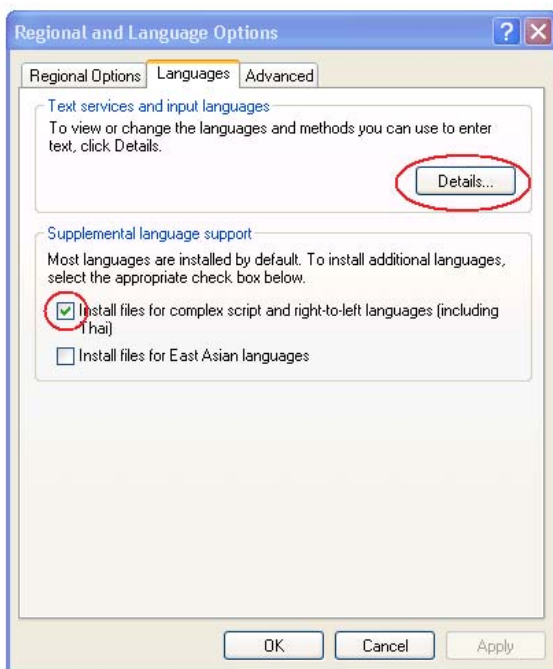 Regional and Language Options
Regional Options Languages Advanced
Text services and input languages
To view or change the languages and methods you can use to enter
text, click Details.
Details...
Supplemental language support
Most languages are installed by default. To install additional languages,
select the appropriate check box below.
Install files for complex script and right-to-left languages (including
Thai)
Install files for East Asian languages
OK Cancel Apply